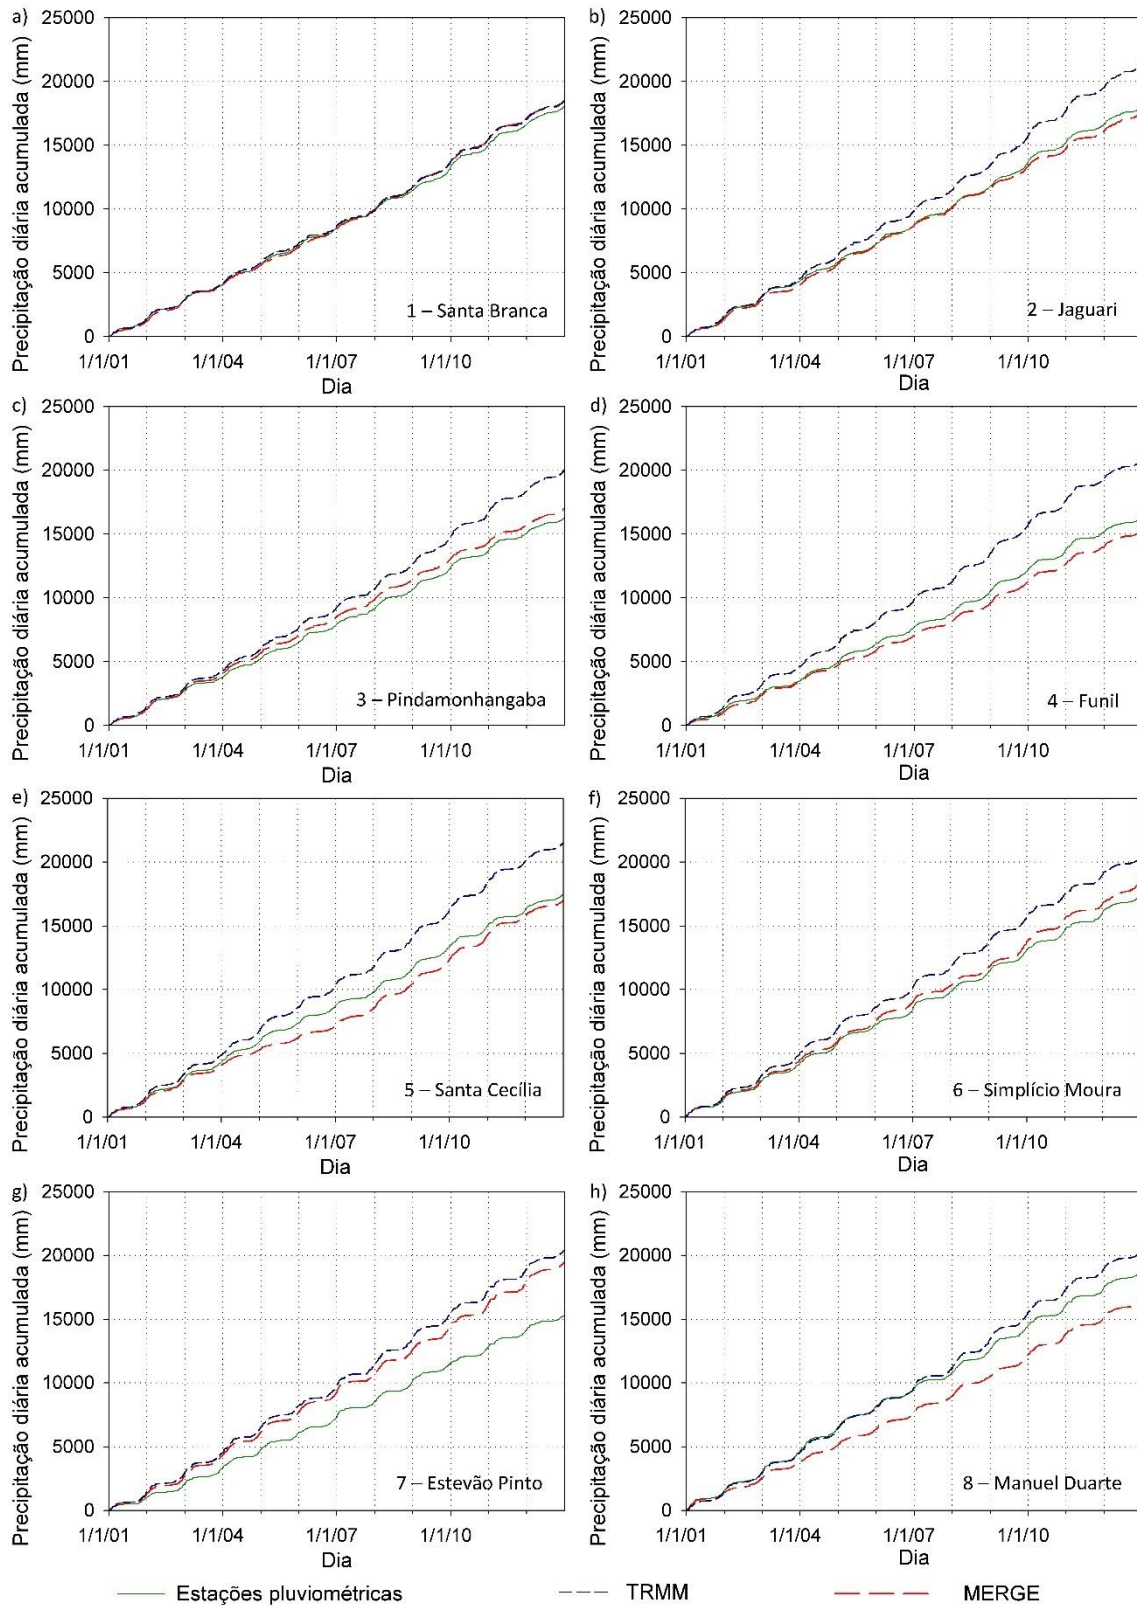 a)
Precipitação diária acumulada (mm)
25000
20000
15000
10000
5000
0
1 – Santa Branca
1/1/01 1/1/04 1/1/07 1/1/10
Dia
b)
Precipitação diária acumulada (mm)
25000
20000
15000
10000
5000
0
2 – Jaguari
1/1/01 1/1/04 1/1/07 1/1/10
Dia
c)
Precipitação diária acumulada (mm)
25000
20000
15000
10000
5000
0
3 – Pindamonhangaba
1/1/01 1/1/04 1/1/07 1/1/10
Dia
d)
Precipitação diária acumulada (mm)
25000
20000
15000
10000
5000
0
4 – Funil
1/1/01 1/1/04 1/1/07 1/1/10
Dia
e)
Precipitação diária acumulada (mm)
25000
20000
15000
10000
5000
0
5 – Santa Cecília
1/1/01 1/1/04 1/1/07 1/1/10
Dia
f)
Precipitação diária acumulada (mm)
25000
20000
15000
10000
5000
0
6 – Simplício Moura
1/1/01 1/1/04 1/1/07 1/1/10
Dia
g)
Precipitação diária acumulada (mm)
25000
20000
15000
10000
5000
0
7 – Estevão Pinto
1/1/01 1/1/04 1/1/07 1/1/10
Dia
h)
Precipitação diária acumulada (mm)
25000
20000
15000
10000
5000
0
8 – Manuel Duarte
1/1/01 1/1/04 1/1/07 1/1/10
Dia
Estações pluviométricas TRMM MERGE